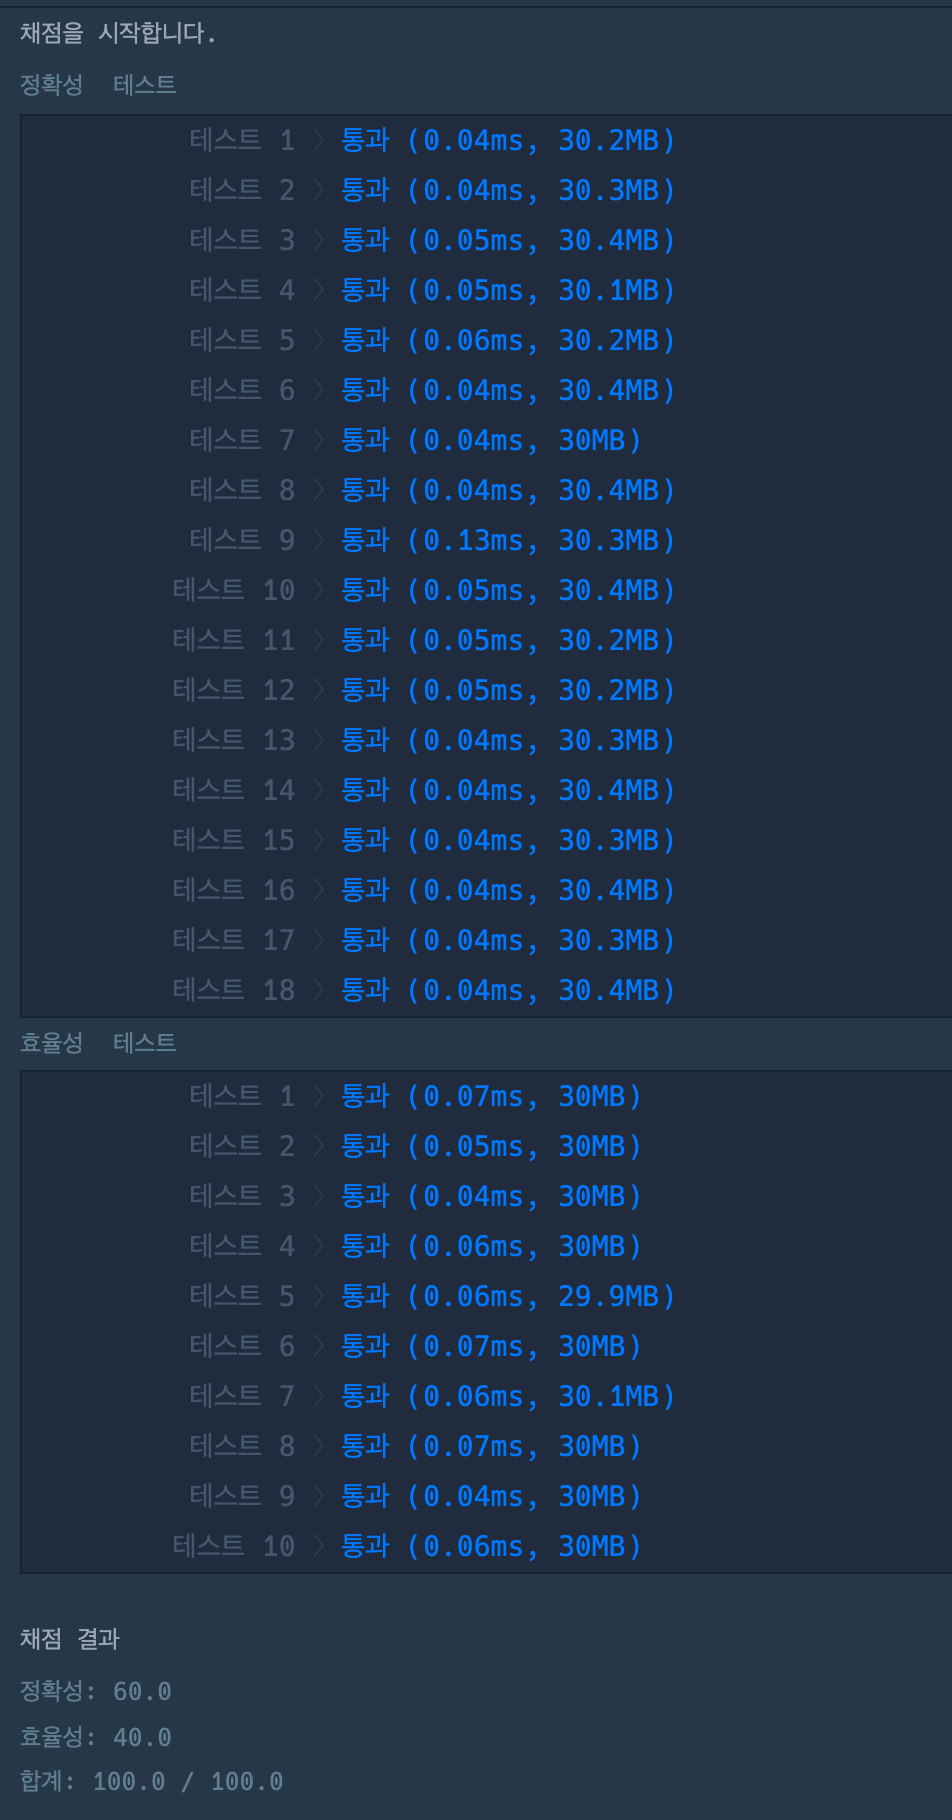 채점을 시작합니다.
정확성 테스트
테스트 1 〉 통과 (0.04ms, 30.2MB)
테스트 2 〉 통과 (0.04ms, 30.3MB)
테스트 3 〉 통과 (0.05ms, 30.4MB)
테스트 4 〉 통과 (0.05ms, 30.1MB)
테스트 5 〉 통과 (0.06ms, 30.2MB)
테스트 6 〉 통과 (0.04ms, 30.4MB)
테스트 7 〉 통과 (0.04ms, 30MB)
테스트 8 〉 통과 (0.04ms, 30.4MB)
테스트 9 〉 통과 (0.13ms, 30.3MB)
테스트 10 〉 통과 (0.05ms, 30.4MB)
테스트 11 〉 통과 (0.05ms, 30.2MB)
테스트 12 〉 통과 (0.05ms, 30.2MB)
테스트 13 〉 통과 (0.04ms, 30.3MB)
테스트 14 〉 통과 (0.04ms, 30.4MB)
테스트 15 〉 통과 (0.04ms, 30.3MB)
테스트 16 〉 통과 (0.04ms, 30.4MB)
테스트 17 〉 통과 (0.04ms, 30.3MB)
테스트 18 〉 통과 (0.04ms, 30.4MB)
효율성 테스트
테스트 1 〉 통과 (0.07ms, 30MB)
테스트 2 〉 통과 (0.05ms, 30MB)
테스트 3 〉 통과 (0.04ms, 30MB)
테스트 4 〉 통과 (0.06ms, 30MB)
테스트 5 〉 통과 (0.06ms, 29.9MB)
테스트 6 〉 통과 (0.07ms, 30MB)
테스트 7 〉 통과 (0.06ms, 30.1MB)
테스트 8 〉 통과 (0.07ms, 30MB)
테스트 9 〉 통과 (0.04ms, 30MB)
테스트 10 〉 통과 (0.06ms, 30MB)
채점 결과
정확성: 60.0
효율성: 40.0
합계: 100.0 / 100.0